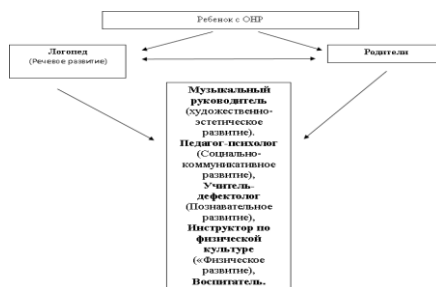 Ребенок с ОНР
Логопед
(Речевое развитие)
Родители
Музыкальный
руководитель
(художественно-
эстетическое
развитие).
Педагог-психолог
(Социально-
коммуникативное
развитие),
Учитель-
дефектолог
(Познавательное
развитие),
Инструктор по
физической
культуре
(«Физическое
развитие),
Воспитатель.